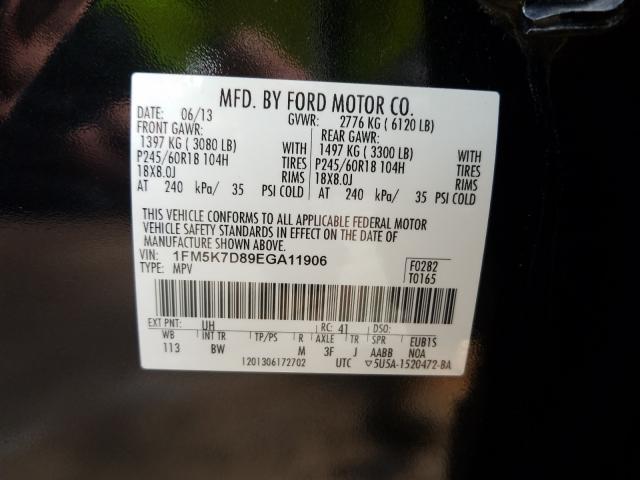 MFD. BY FORD MOTOR CO.
DATE: 06/13 GVWR: 2776 KG ( 6120 LB)
FRONT GAWR: REAR GAWR:
1397 KG ( 3080 LB) WITH 1497 KG ( 3300 LB) WITH
P245/60R18 104H TIRES P245/60R18 104H TIRES
18X8.0J RIMS 18X8.0J RIMS
AT 240 kPa/ 35 PSI COLD AT 240 kPa/ 35 PSI COLD
THIS VEHICLE CONFORMS TO ALL APPLICABLE FEDERAL MOTOR
VEHICLE SAFETY STANDARDS IN EFFECT ON THE DATE OF
MANUFACTURE SHOWN ABOVE.
VIN: 1FM5K7D89EGA11906 F0282
TYPE: MPV T0165
EXT PNT: UH RC: 41 DSO:
WB INT TR TP/PS R AXLE TR SPR EUB1S
113 BW M 3F J AABB NOA
1201306172702 UTC ▽5U5A-1520472-BA